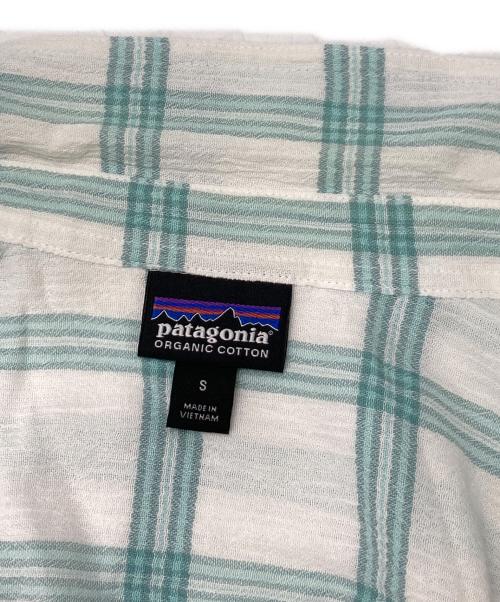 patagonia®
ORGANIC COTTON
S
MADE IN
VIETNAM